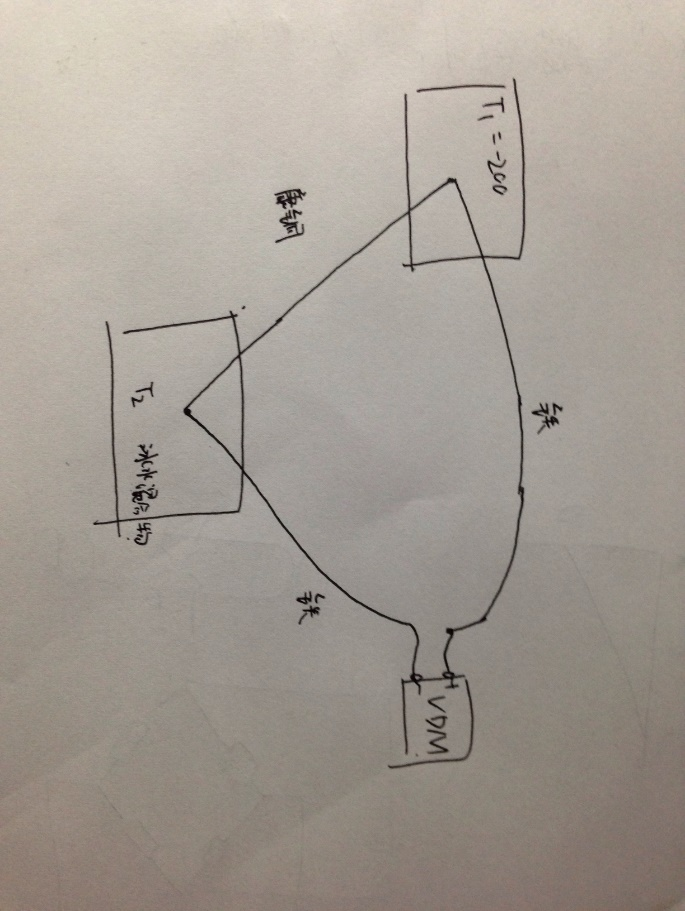 T₁ = -200
康铜
铁
T₂ 冰水混合物
铁
- +
VDM